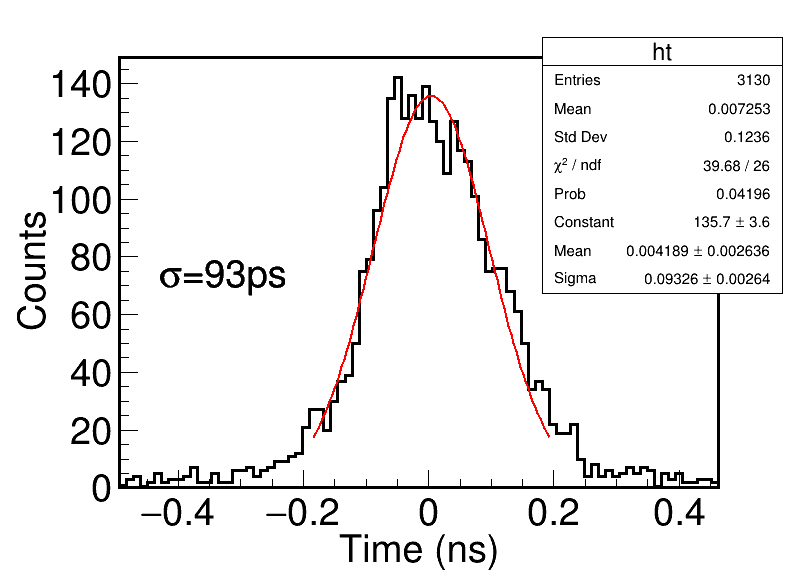 ht
Entries 3130
Mean 0.007253
Std Dev 0.1236
χ² / ndf 39.68 / 26
Prob 0.04196
Constant 135.7 ± 3.6
Mean 0.004189 ± 0.002636
Sigma 0.09326 ± 0.00264
140
120
100
80
60
40
20
0
Counts
σ=93ps
−0.4 −0.2 0 0.2 0.4
Time (ns)